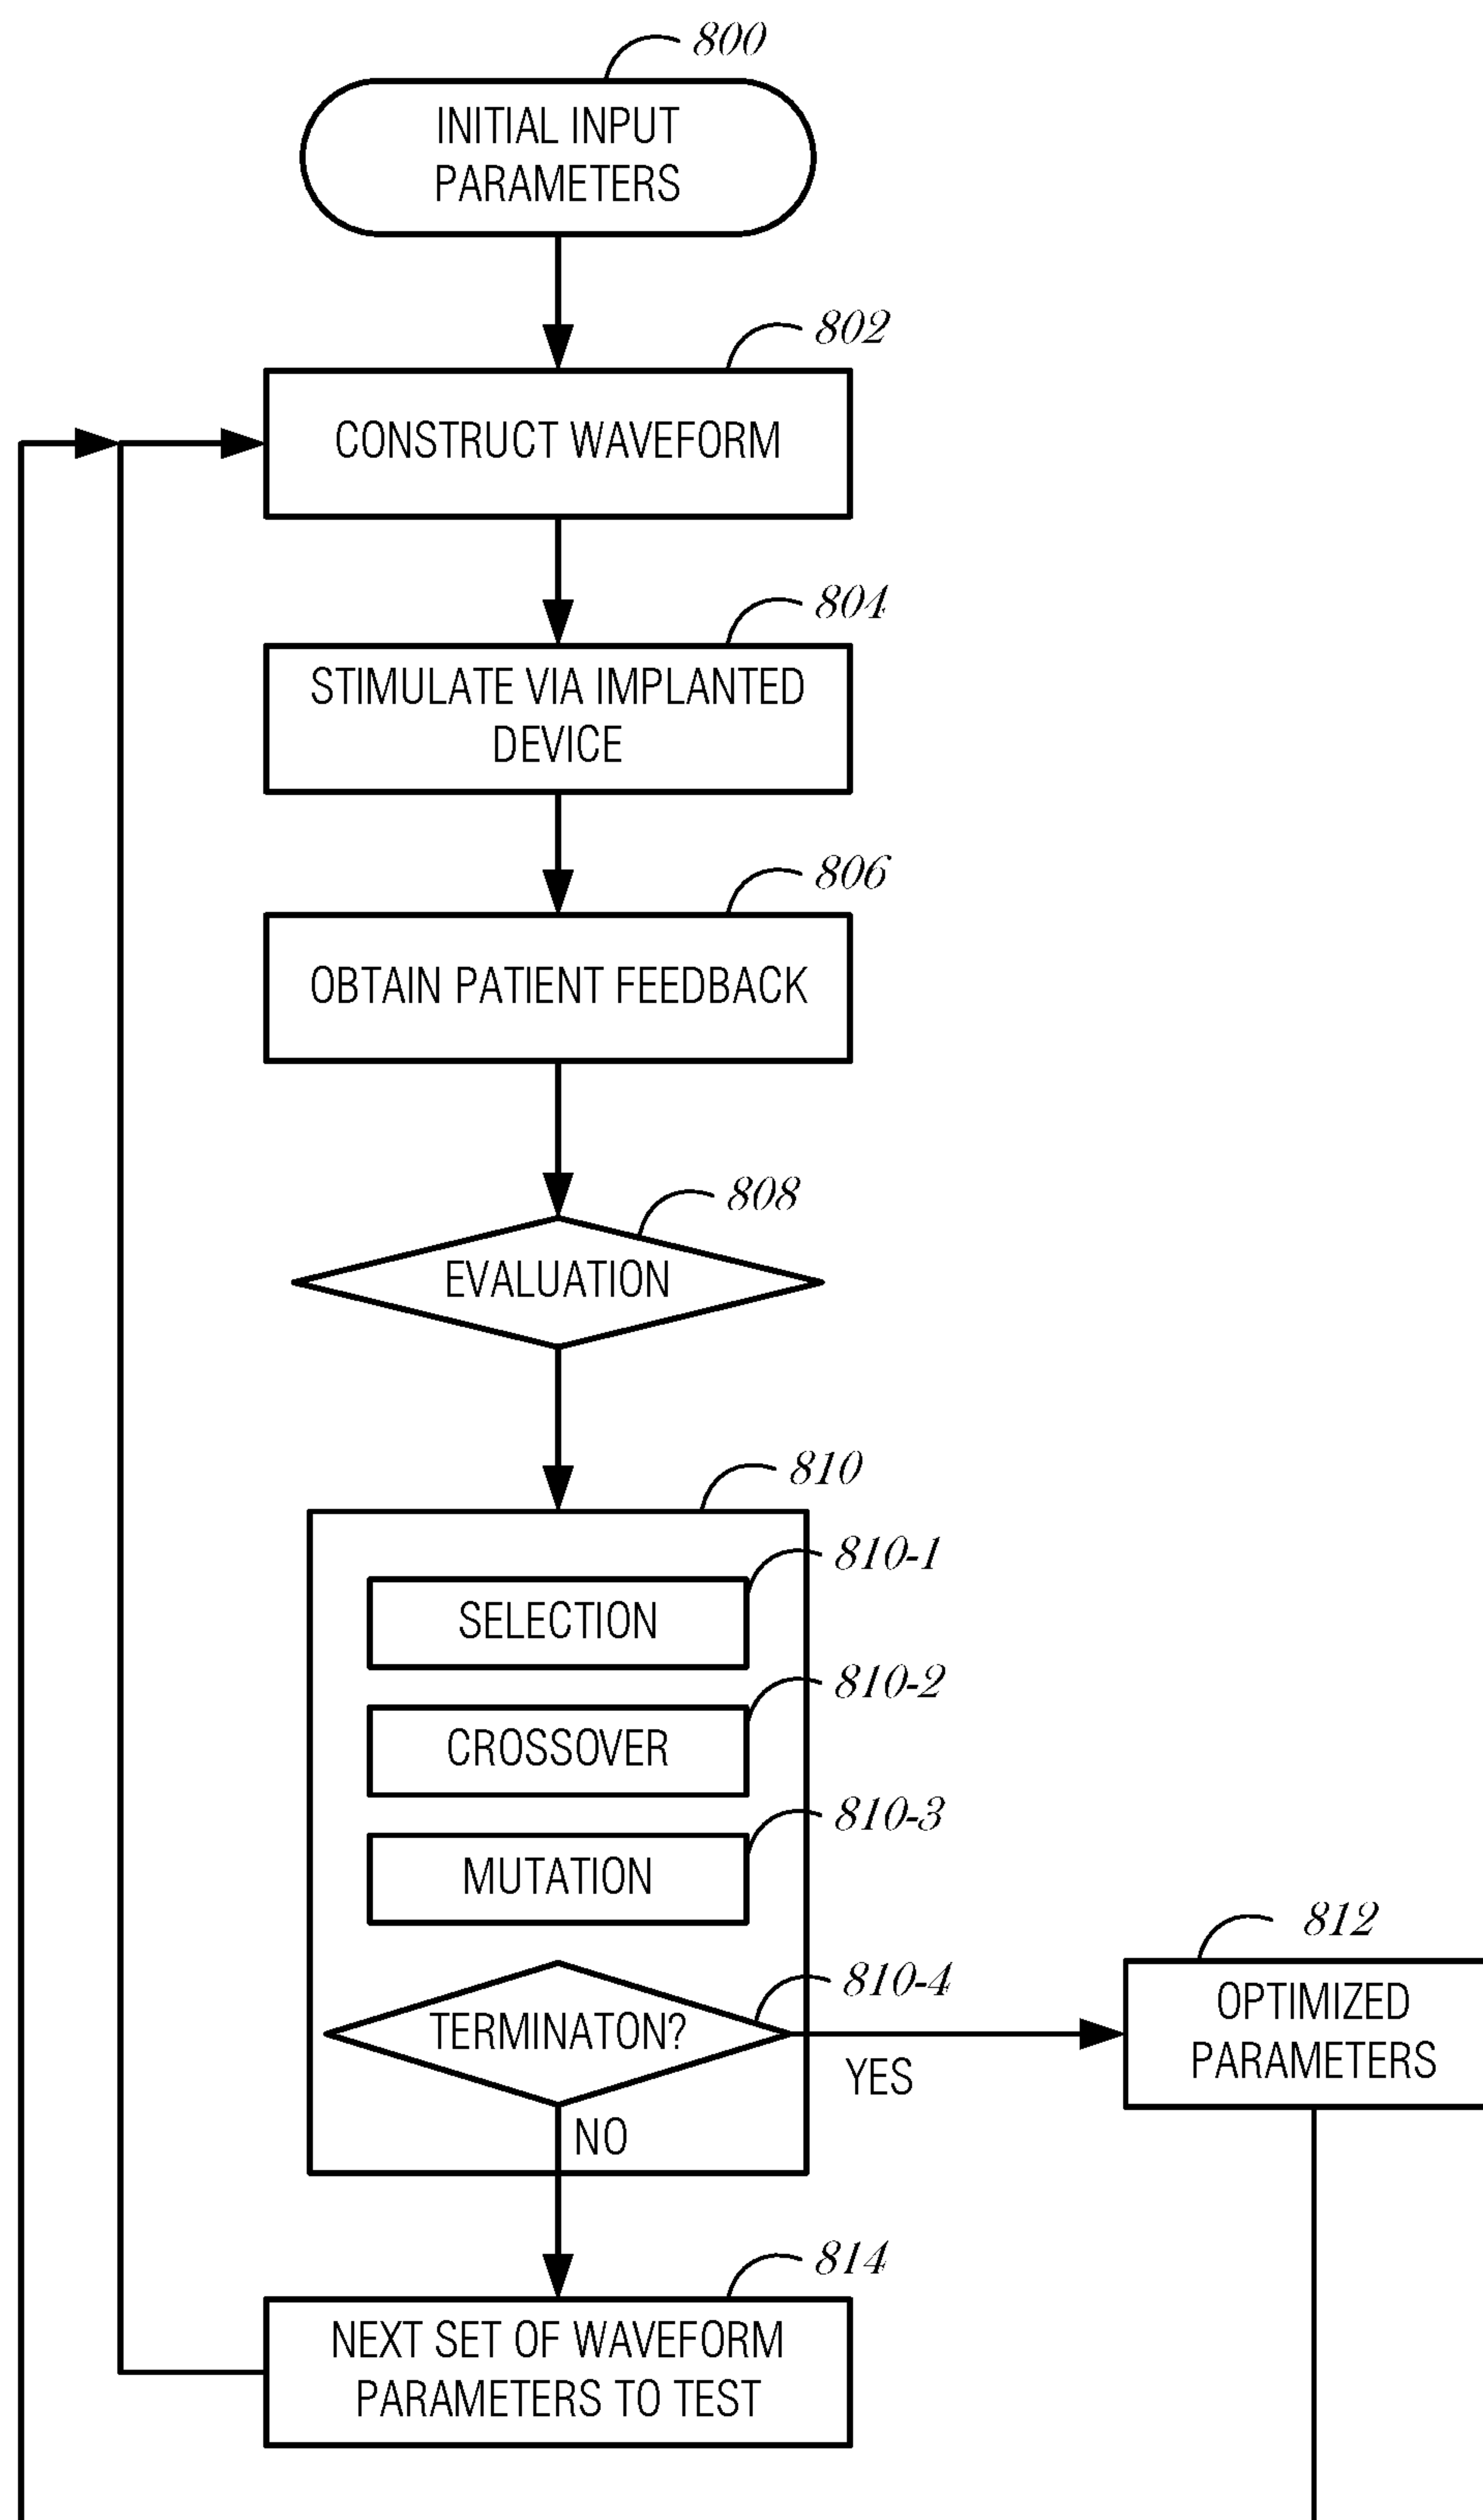 800
INITIAL INPUT
PARAMETERS
802
CONSTRUCT WAVEFORM
804
STIMULATE VIA IMPLANTED
DEVICE
806
OBTAIN PATIENT FEEDBACK
808
EVALUATION
810
810-1
SELECTION
810-2
CROSSOVER
810-3
MUTATION
812
810-4
OPTIMIZED
PARAMETERS
TERMINATON?
YES
NO
814
NEXT SET OF WAVEFORM
PARAMETERS TO TEST